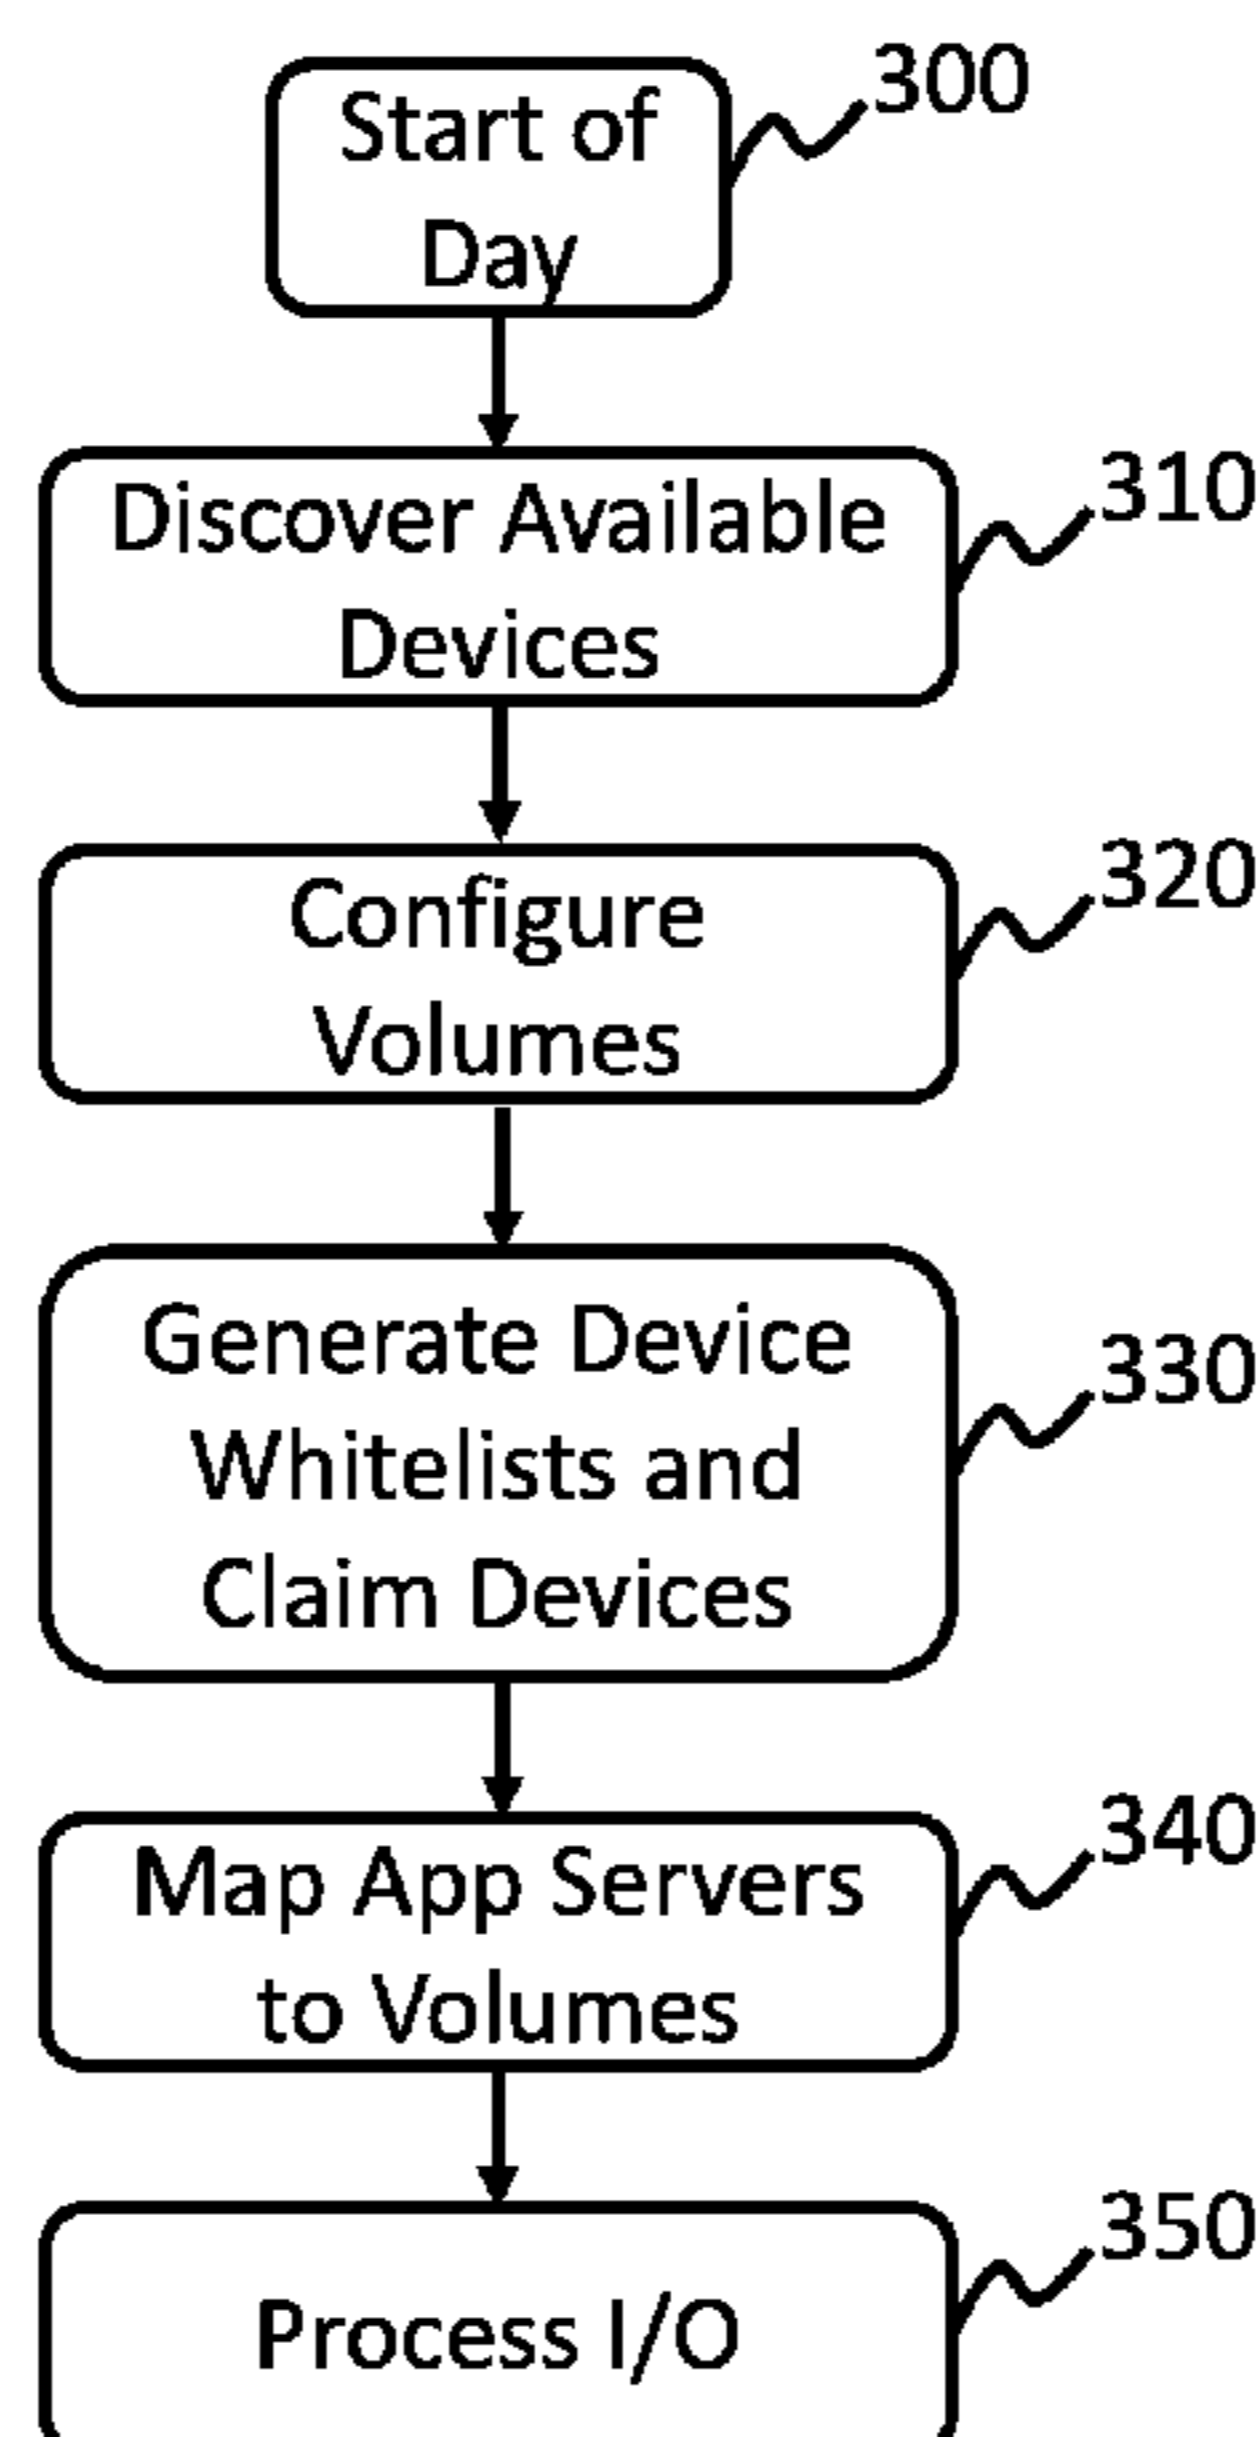 300
Start of
Day
310
Discover Available
Devices
320
Configure
Volumes
330
Generate Device
Whitelists and
Claim Devices
340
Map App Servers
to Volumes
350
Process I/O